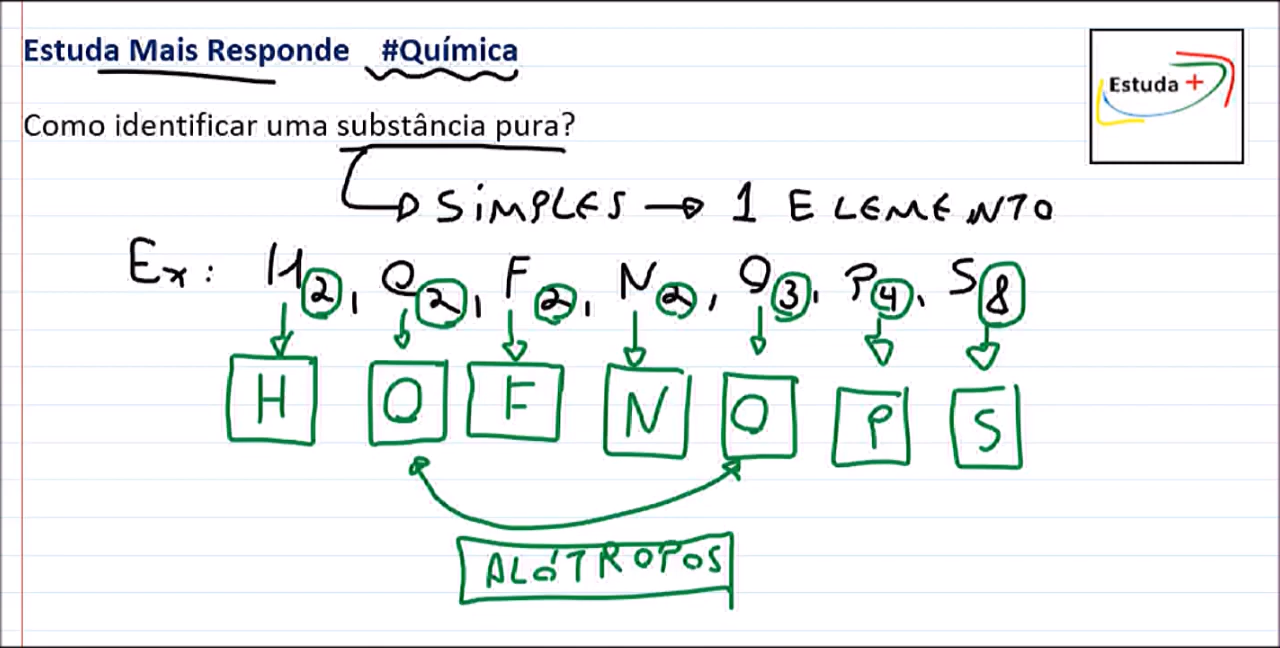 Estuda Mais Responde #Química
Estuda +
Como identificar uma substância pura?
SIMPLES → 1 ELEMENTO
Ex: H2, O2, F2, N2, O3, P4, S8
H O F N O P S
ALÓTROPOS